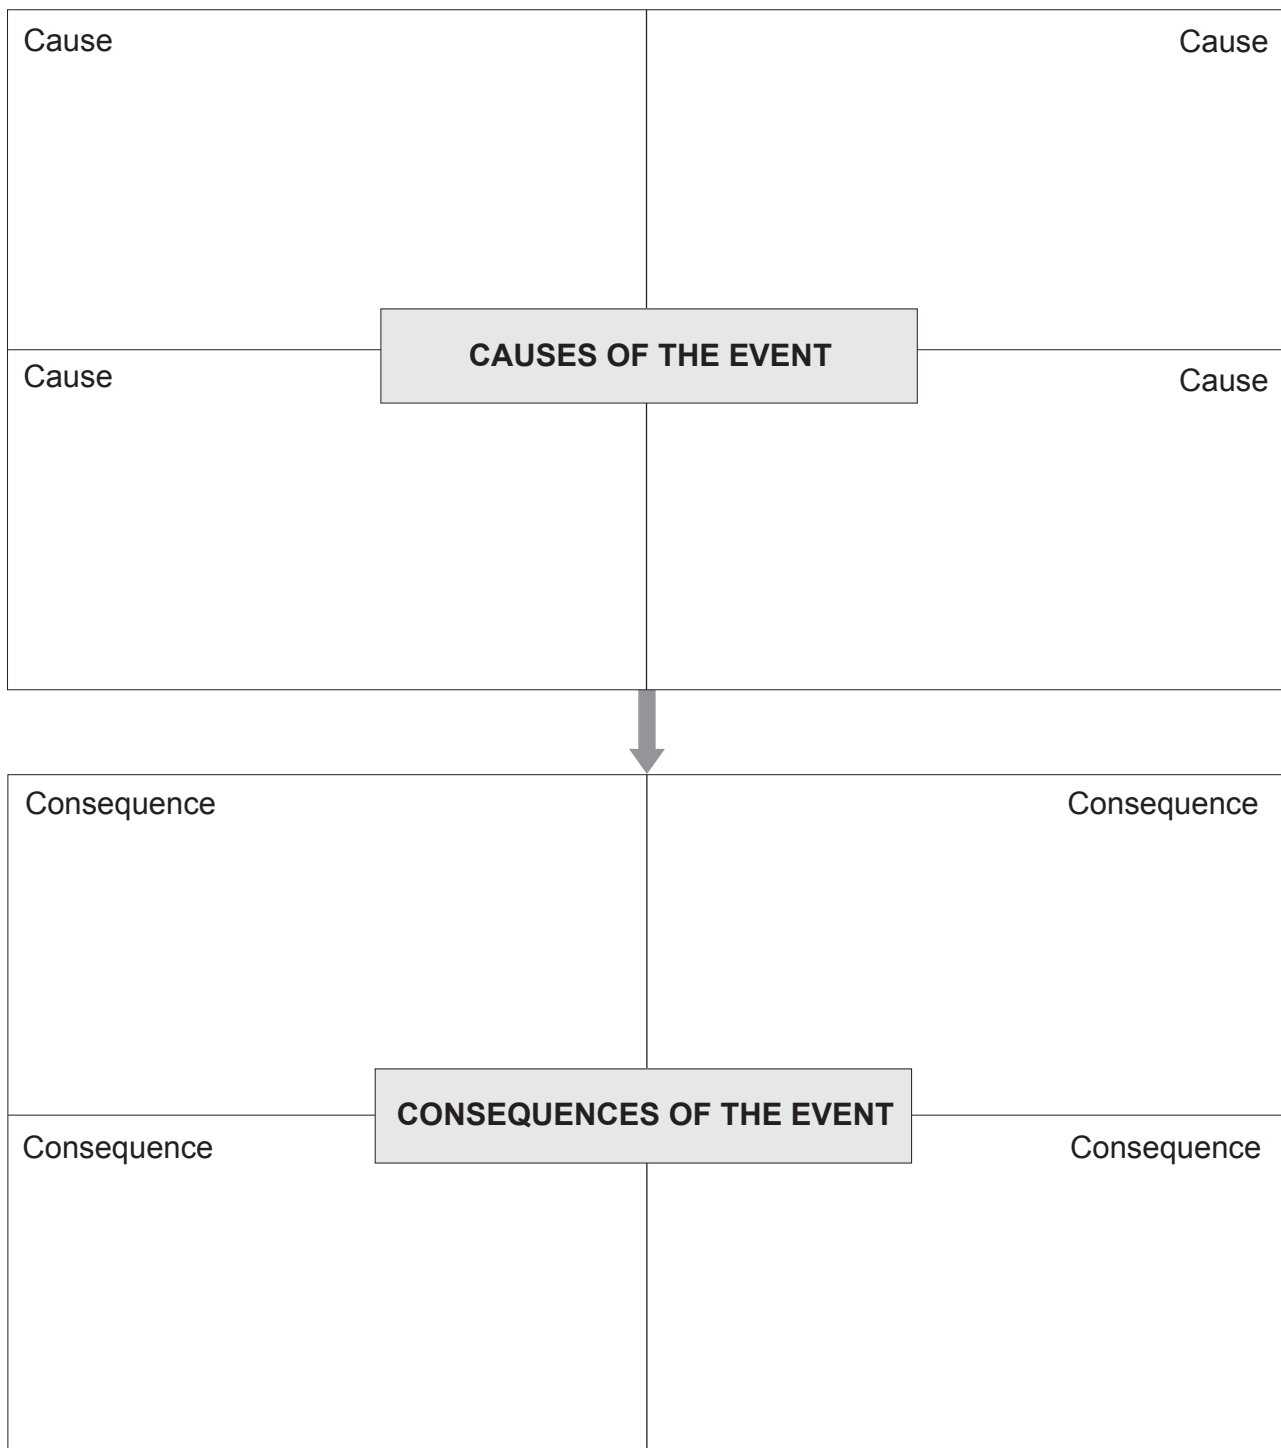 Cause
Cause
CAUSES OF THE EVENT
Cause
Cause
Consequence
Consequence
CONSEQUENCES OF THE EVENT
Consequence
Consequence